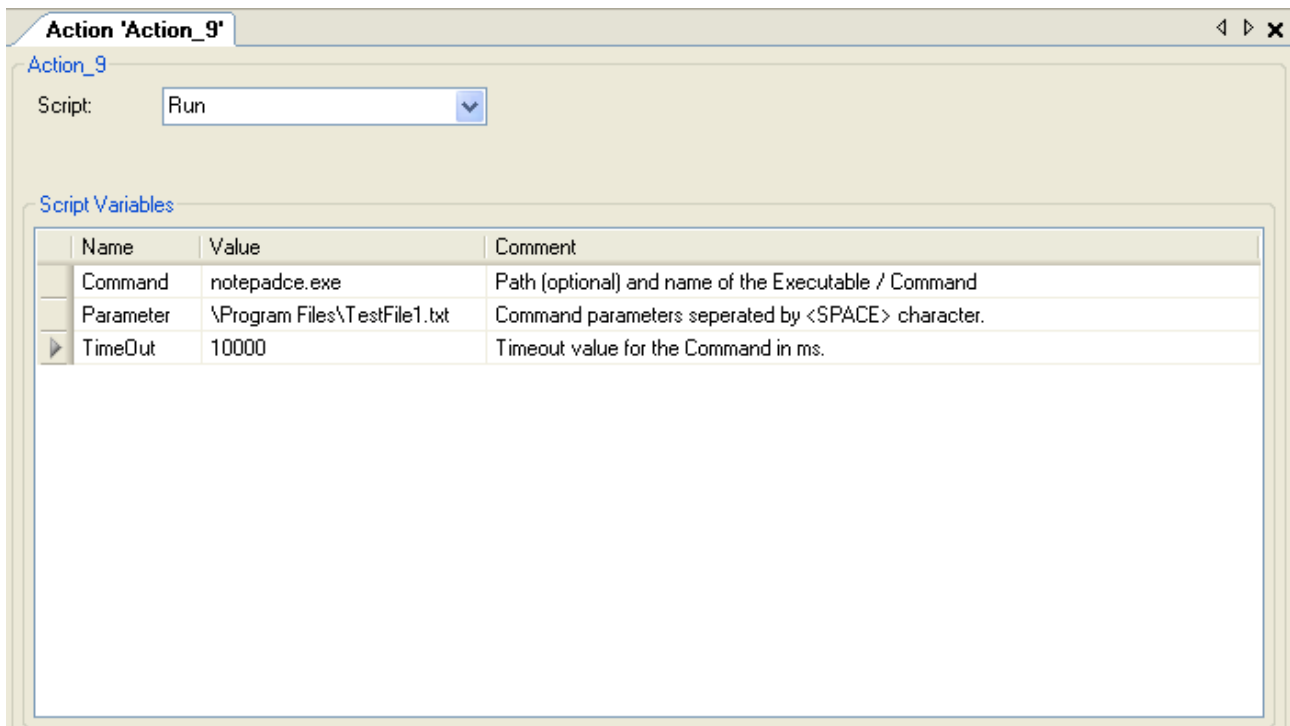 Action 'Action_9'
Action_9
Script: Run
Script Variables
Name Value Comment
Command notepadce.exe Path (optional) and name of the Executable / Command
Parameter \Program Files\TestFile1.txt Command parameters seperated by <SPACE> character.
TimeOut 10000 Timeout value for the Command in ms.